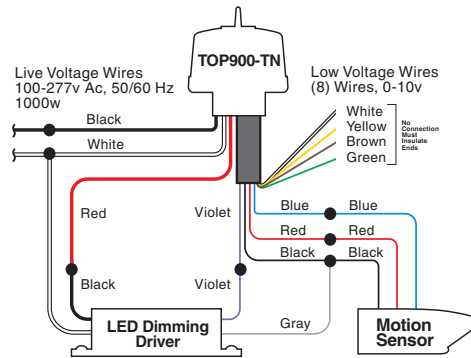 TOP900-TN
Live Voltage Wires
100-277v Ac, 50/60 Hz
1000w
Low Voltage Wires
(8) Wires, 0-10v
Black
White
White
Yellow
Brown
Green
No
Connection
Must
Insulate
Ends
Red
Violet
Blue
Blue
Red
Red
Black
Black
Black
Violet
Gray
LED Dimming
Driver
Motion
Sensor